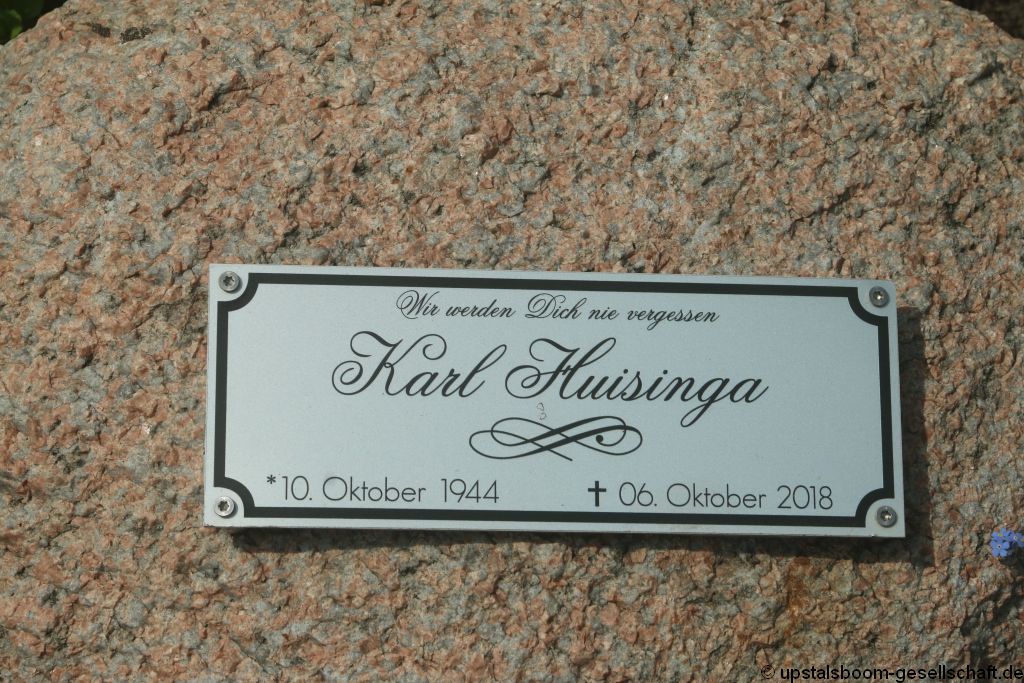 Wir werden Dich nie vergessen
Karl Huisinga
*10. Oktober 1944 ✝ 06. Oktober 2018
© upstalsboom-gesellschaft.de